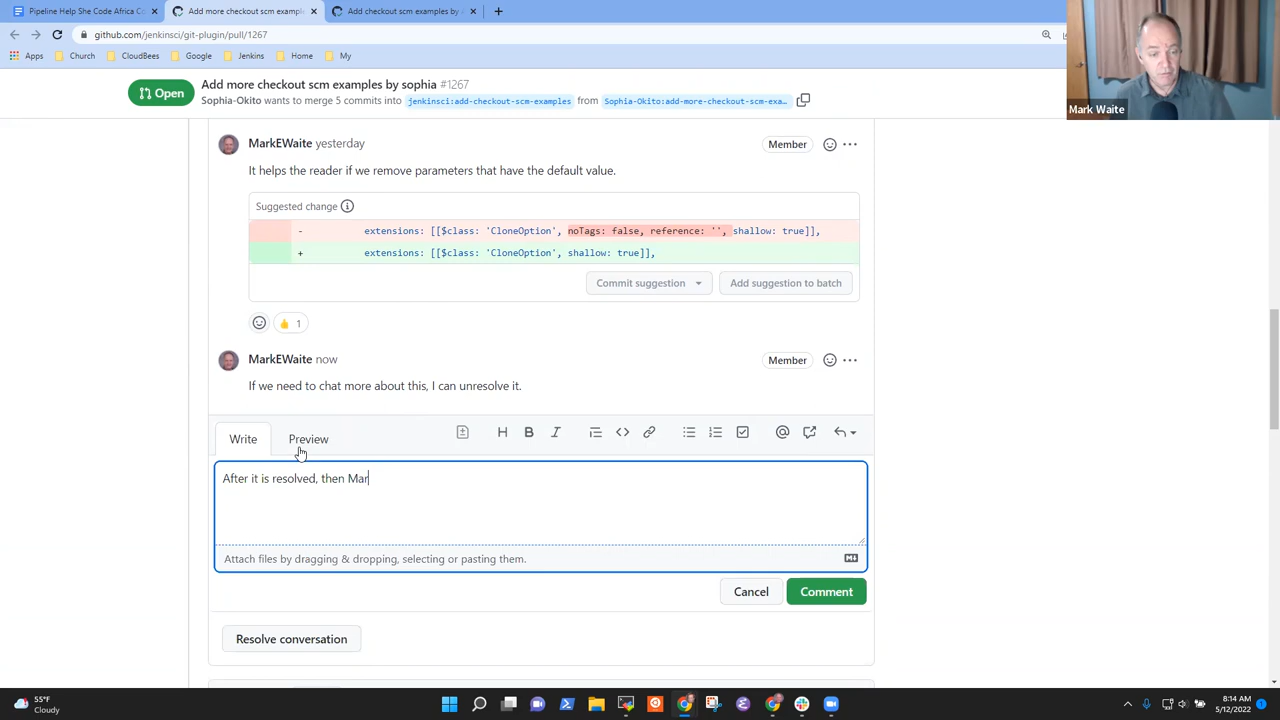 Pipeline Help She Code Africa Co
Add more checkout scm example
Add checkout scm examples by A
github.com/jenkinsci/git-plugin/pull/1267
Apps
Church
CloudBees
Google
Jenkins
Home
My
Open
Add more checkout scm examples by sophia #1267
Sophia-Okito wants to merge 5 commits into jenkinsci:add-checkout-scm-examples from Sophia-Okito:add-more-checkout-scm-exa…
Mark Waite
MarkEWaite yesterday
Member
It helps the reader if we remove parameters that have the default value.
Suggested change
- extensions: [[$class: 'CloneOption', noTags: false, reference: '', shallow: true]],
+ extensions: [[$class: 'CloneOption', shallow: true]],
Commit suggestion
Add suggestion to batch
1
MarkEWaite now
Member
If we need to chat more about this, I can unresolve it.
Write
Preview
After it is resolved, then Mar
Attach files by dragging & dropping, selecting or pasting them.
Cancel
Comment
Resolve conversation
55°F
Cloudy
8:14 AM
5/12/2022